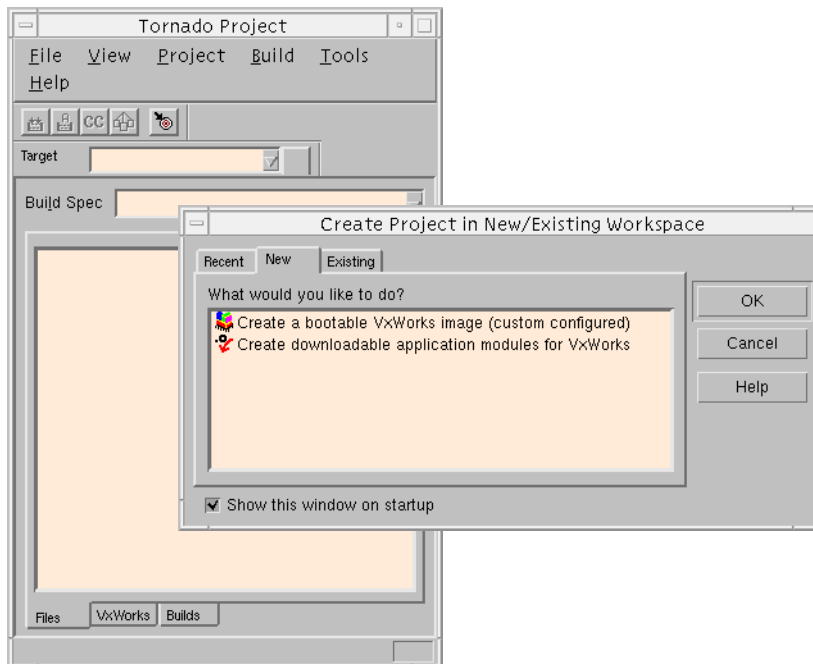 Tornado Project
File View Project Build Tools
Help
CC
Target
Build Spec
Create Project in New/Existing Workspace
Recent New Existing
What would you like to do?
Create a bootable VxWorks image (custom configured)
Create downloadable application modules for VxWorks
OK
Cancel
Help
Show this window on startup
Files VxWorks Builds